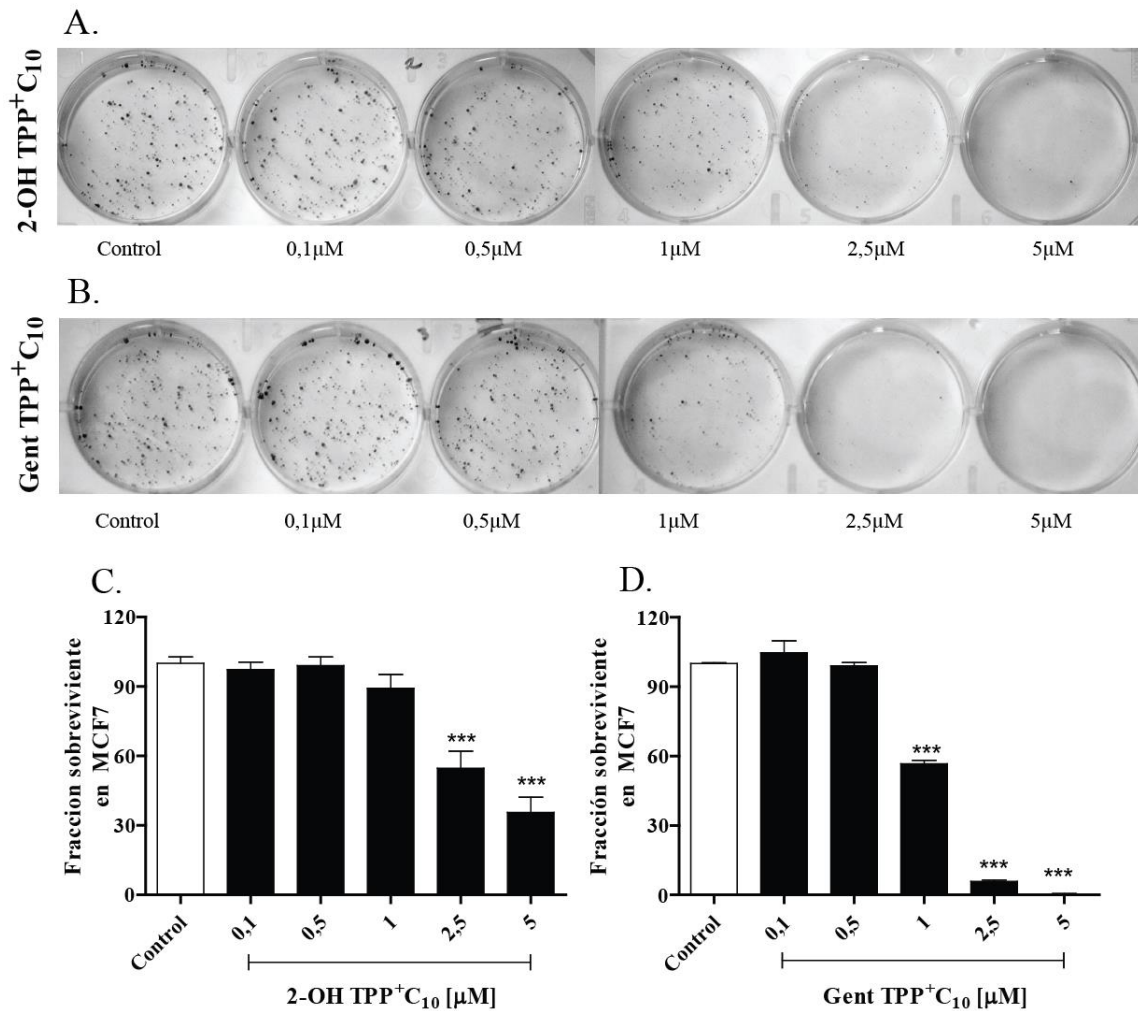 A.
2-OH TPP⁺C₁₀
Control 0,1µM 0,5µM 1µM 2,5µM 5µM
B.
Gent TPP⁺C₁₀
Control 0,1µM 0,5µM 1µM 2,5µM 5µM
C.
Fraccion sobreviviente
en MCF7
120
90
60
30
0
***
***
Control 0,1 0,5 1 2,5 5
2-OH TPP⁺C₁₀ [µM]
D.
Fracción sobreviviente
en MCF7
120
90
60
30
0
***
***
***
Control 0,1 0,5 1 2,5 5
Gent TPP⁺C₁₀ [µM]